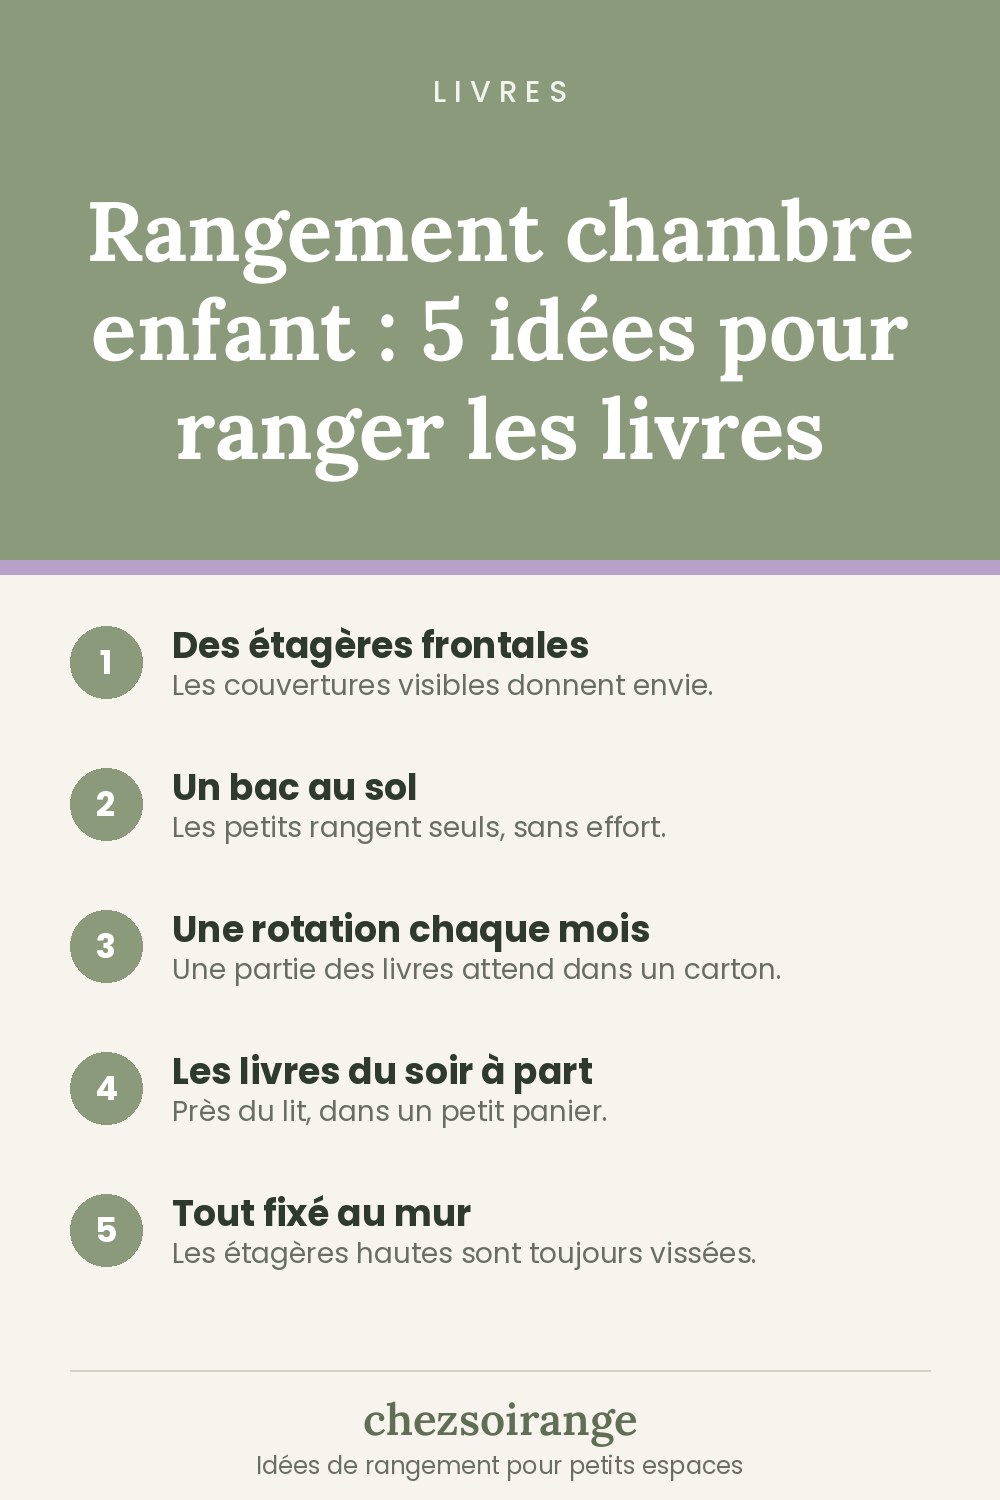 LIVRES
Rangement chambre
enfant : 5 idées pour
ranger les livres
1
Des étagères frontales
Les couvertures visibles donnent envie.
2
Un bac au sol
Les petits rangent seuls, sans effort.
3
Une rotation chaque mois
Une partie des livres attend dans un carton.
4
Les livres du soir à part
Près du lit, dans un petit panier.
5
Tout fixé au mur
Les étagères hautes sont toujours vissées.
chezsoirange
Idées de rangement pour petits espaces